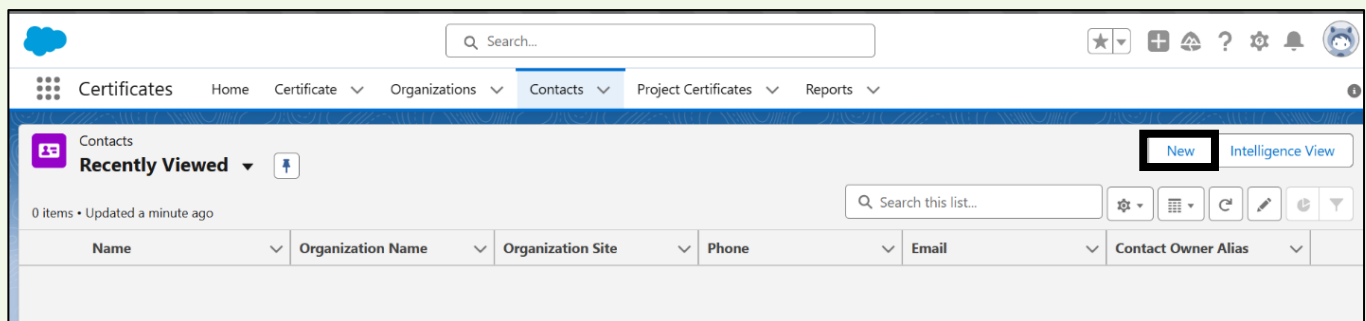 Search...
Certificates Home Certificate Organizations Contacts Project Certificates Reports
Contacts
Recently Viewed
New Intelligence View
0 items • Updated a minute ago
Search this list...
Name Organization Name Organization Site Phone Email Contact Owner Alias